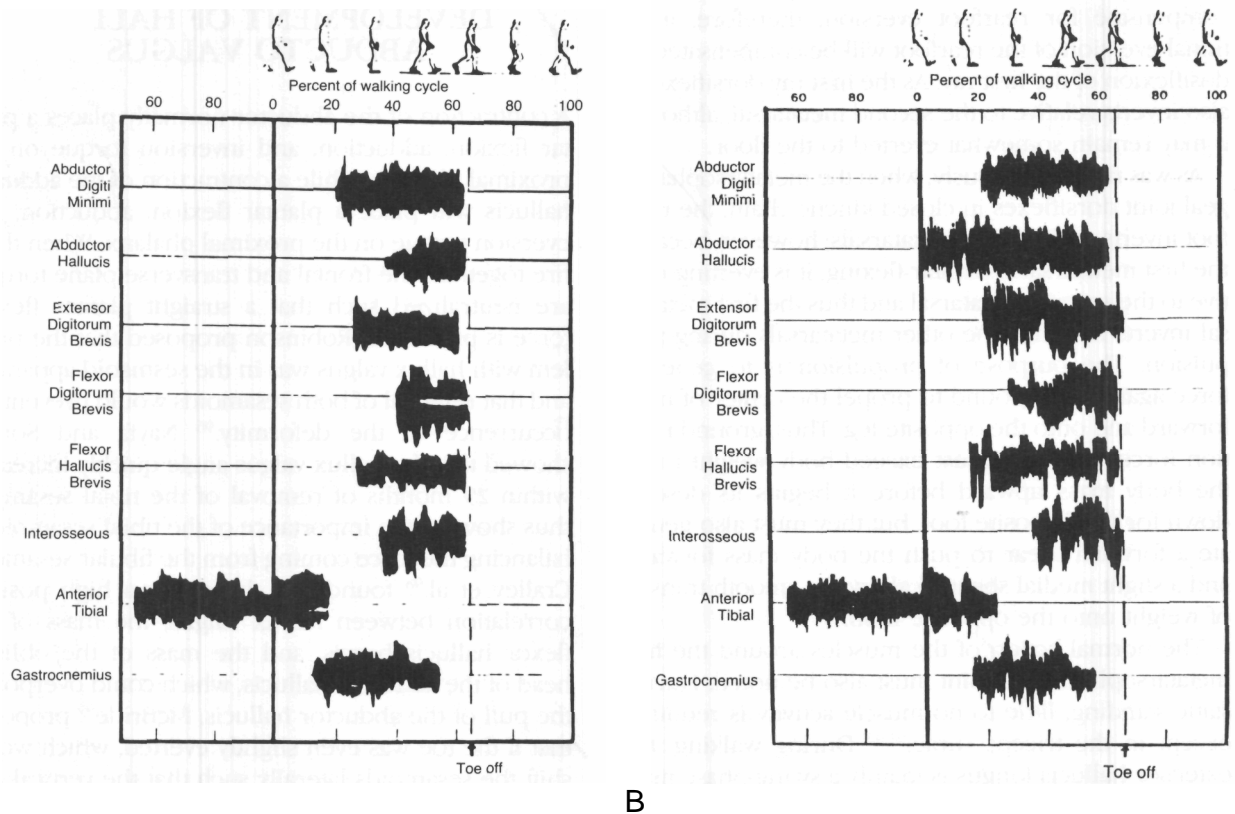 Percent of walking cycle
60 80 0 20 40 60 80 100
Abductor
Digiti
Minimi
Abductor
Hallucis
Extensor
Digitorum
Brevis
Flexor
Digitorum
Brevis
Flexor
Hallucis
Brevis
Interosseous
Anterior
Tibial
Gastrocnemius
Toe off
Percent of walking cycle
60 80 0 20 40 60 80 100
Abductor
Digiti
Minimi
Abductor
Hallucis
Extensor
Digitorum
Brevis
Flexor
Digitorum
Brevis
Flexor
Hallucis
Brevis
Interosseous
Anterior
Tibial
Gastrocnemius
Toe off
B